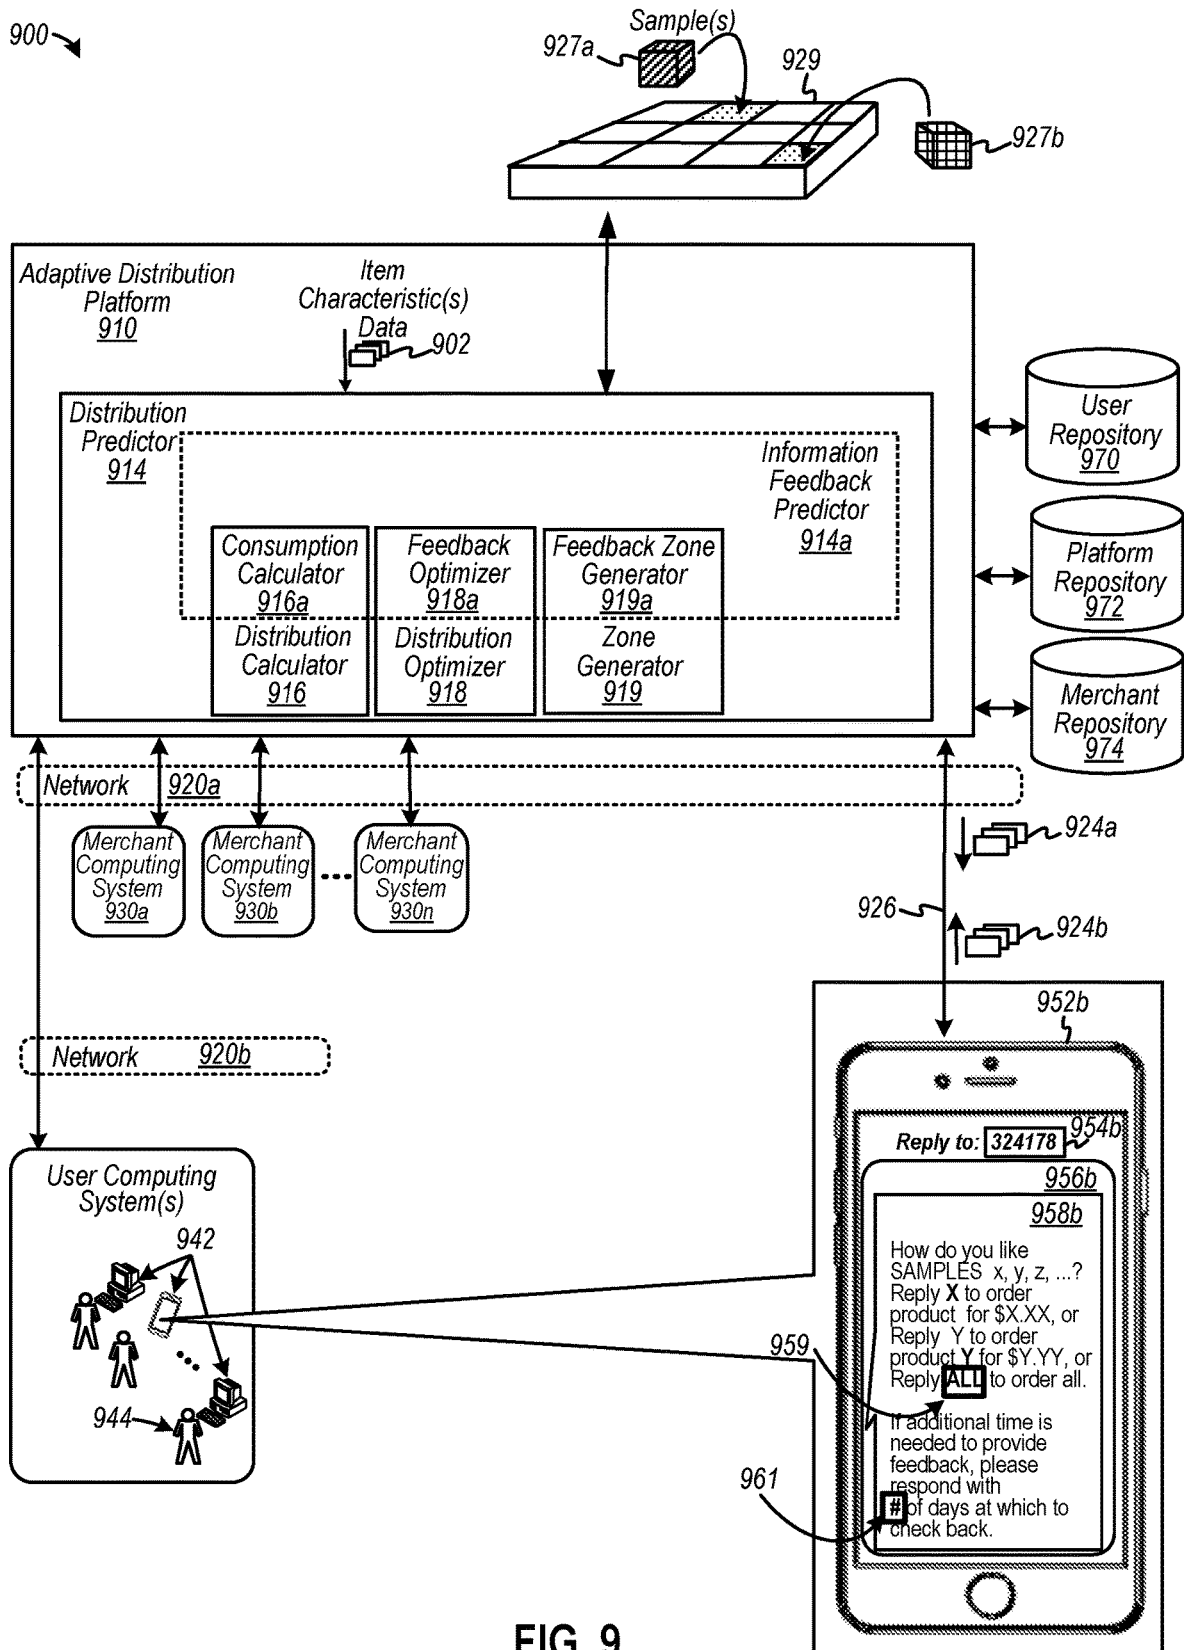 900
Sample(s)
927a
929
927b
Adaptive Distribution
Platform
910
Item
Characteristic(s)
Data
902
Distribution
Predictor
914
Information
Feedback
Predictor
914a
Consumption
Calculator
916a
Feedback
Optimizer
918a
Feedback Zone
Generator
919a
Distribution
Calculator
916
Distribution
Optimizer
918
Zone
Generator
919
User
Repository
970
Platform
Repository
972
Merchant
Repository
974
Network 920a
Merchant
Computing
System
930a
Merchant
Computing
System
930b
Merchant
Computing
System
930n
924a
926
924b
Network 920b
User Computing
System(s)
942
944
952b
Reply to: 324178
954b
956b
958b
How do you like
SAMPLES x, y, z, ...?
Reply X to order
product for $X.XX, or
Reply Y to order
product Y for $Y.YY, or
Reply ALL to order all.
959
If additional time is
needed to provide
feedback, please
respond with
# of days at which to
check back.
961
FIG. 9